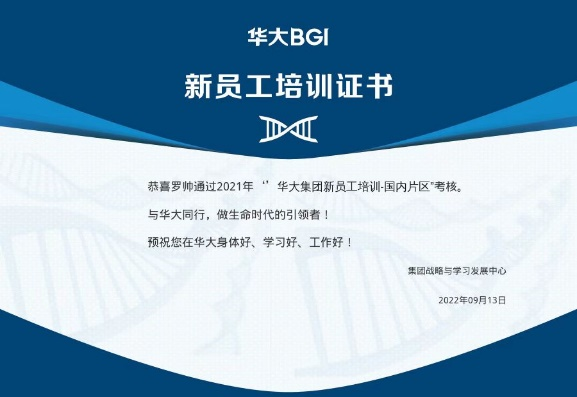 华大BGI
新员工培训证书
恭喜罗帅通过2021年‘’华大集团新员工培训-国内片区”考核。
与华大同行，做生命时代的引领者！
预祝您在华大身体好、学习好、工作好！
集团战略与学习发展中心
2022年09月13日